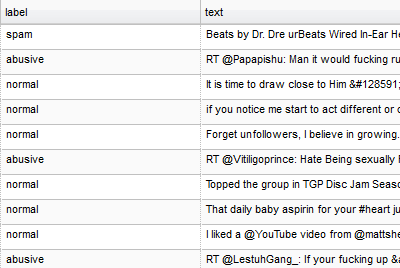 label text
spam Beats by Dr. Dre urBeats Wired In-Ear He
abusive RT @Papapishu: Man it would fucking ru
normal It is time to draw close to Him &#128591;
normal if you notice me start to act different or
normal Forget unfollowers, I believe in growing.
abusive RT @Vitiligoprince: Hate Being sexually
normal Topped the group in TGP Disc Jam Seaso
normal That daily baby aspirin for your #heart ju
normal I liked a @YouTube video from @mattshe
abusive RT @LestuhGang_: If your fucking up &a